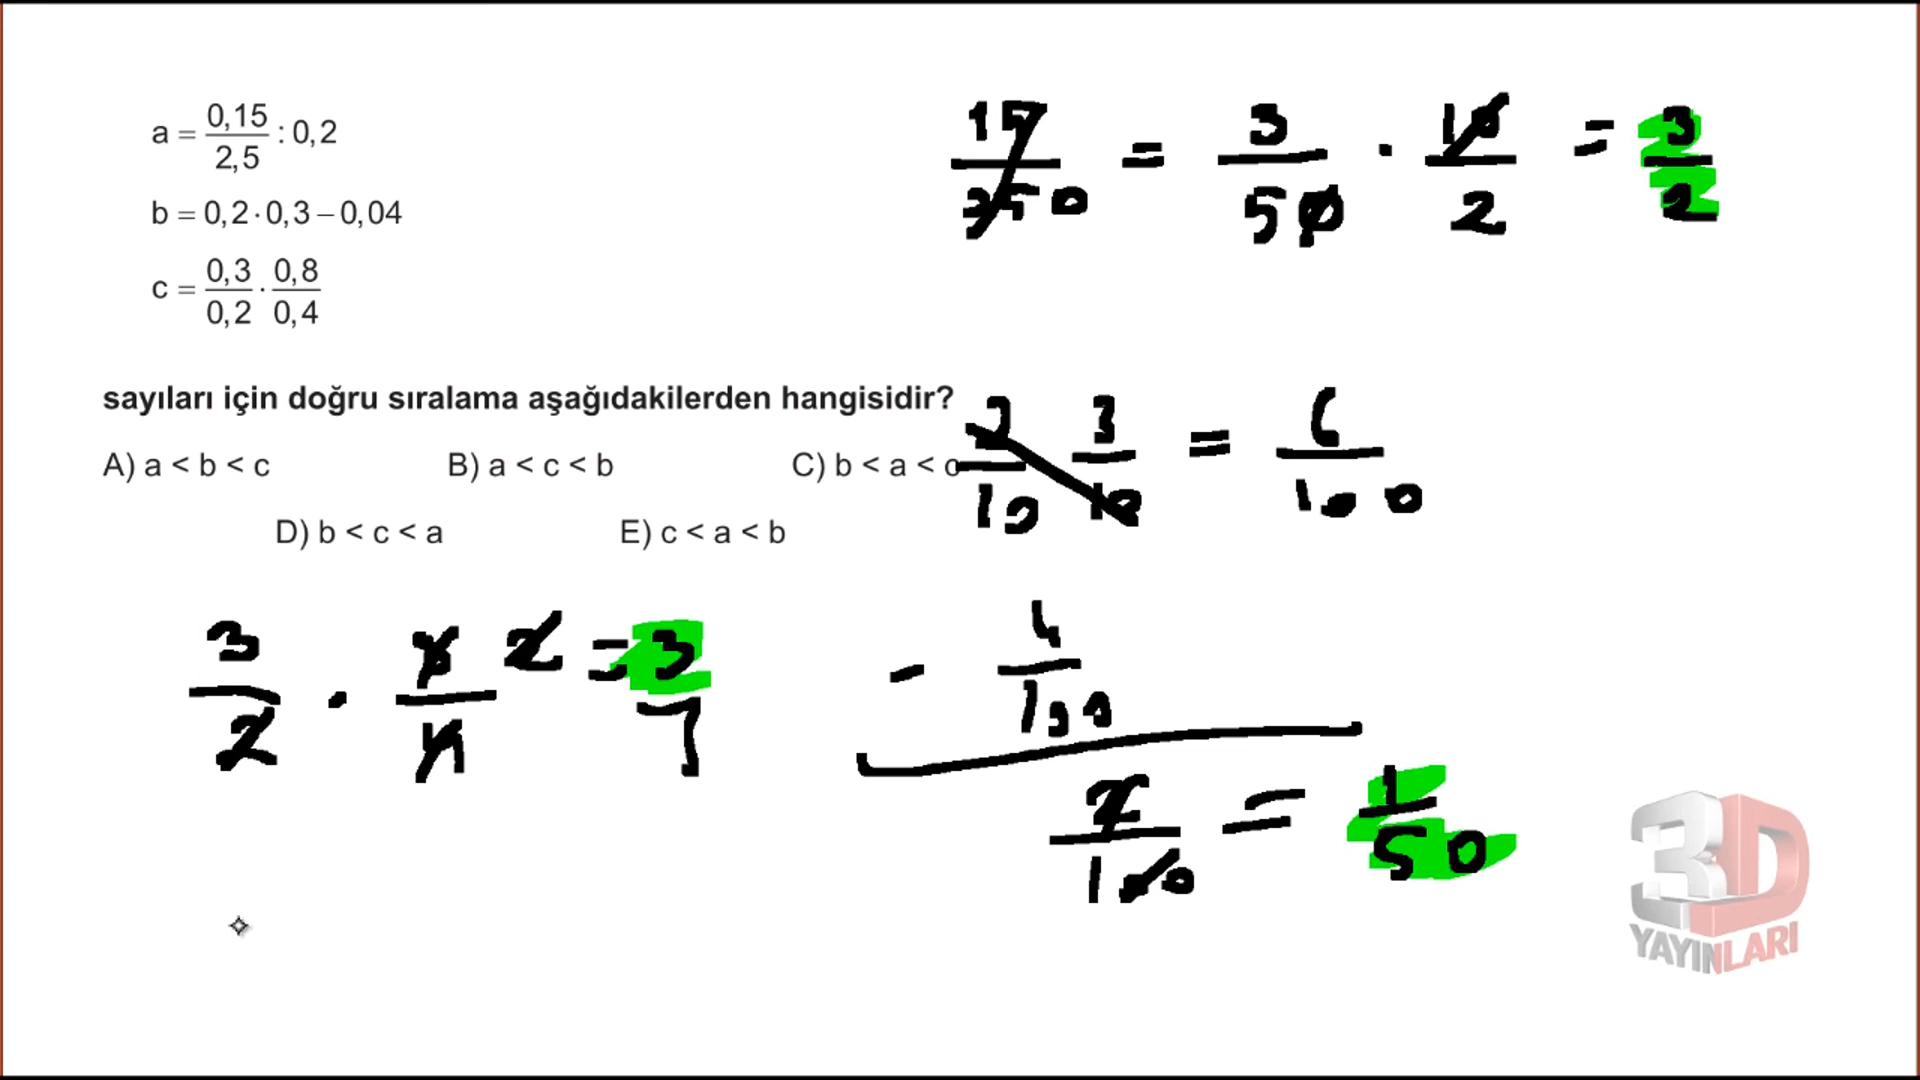 a = 0,15/2,5 : 0,2
b = 0,2·0,3 – 0,04
c = 0,3/0,2 · 0,8/0,4
sayıları için doğru sıralama aşağıdakilerden hangisidir?
A) a < b < c B) a < c < b C) b < a < c
D) b < c < a E) c < a < b
15/250 = 3/50 · 10/2 = 3/2
2/10 3/10 = 6/100
- 4/100
2/100 = 1/50
3/2 · 8/4 2 = 3/1
3D
YAYINLARI